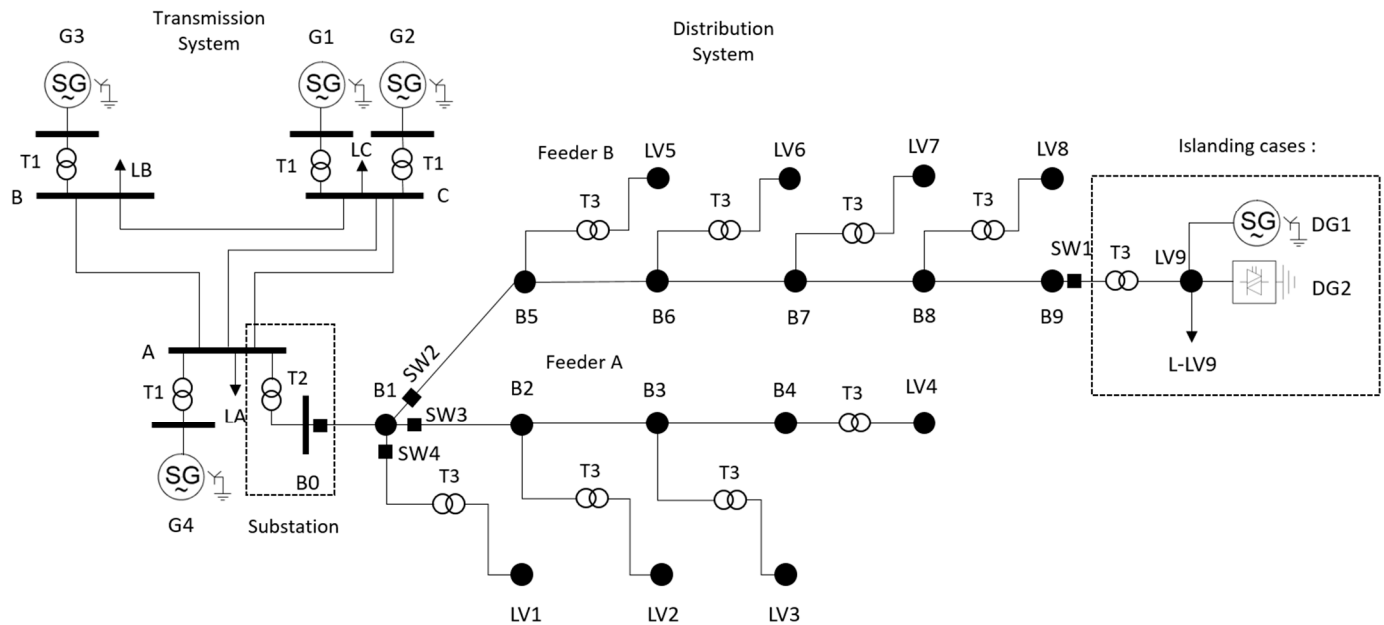 Transmission
System
Distribution
System
G3
G1
G2
SG
~
SG
~
SG
~
T1
LB
T1
LC
T1
B
C
Feeder B
LV5
LV6
LV7
LV8
Islanding cases :
T3
T3
T3
T3
SW1
T3
LV9
SG
~
DG1
DG2
B5
B6
B7
B8
B9
L-LV9
A
T1
LA
T2
B0
Substation
SG
~
G4
B1
SW2
SW3
SW4
Feeder A
B2
B3
B4
T3
LV4
T3
T3
T3
LV1
LV2
LV3